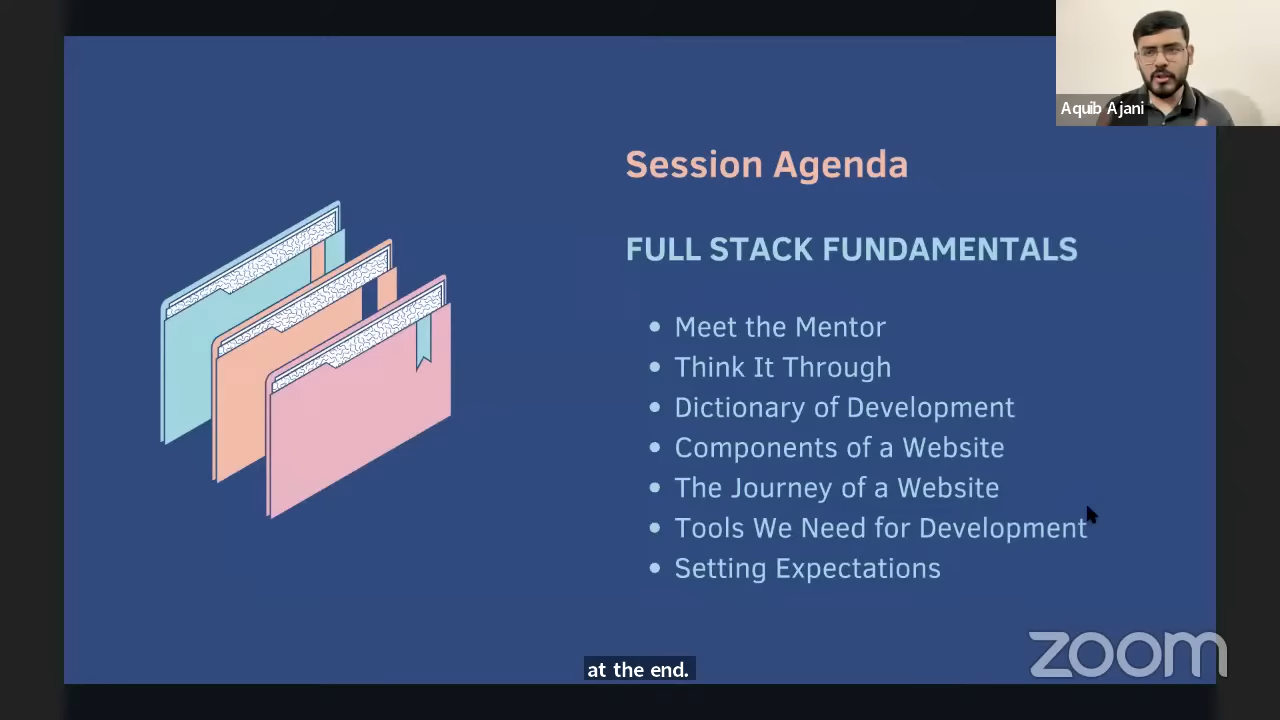 Aquib Ajani
Session Agenda
FULL STACK FUNDAMENTALS
• Meet the Mentor
• Think It Through
• Dictionary of Development
• Components of a Website
• The Journey of a Website
• Tools We Need for Development
• Setting Expectations
zoom
at the end.